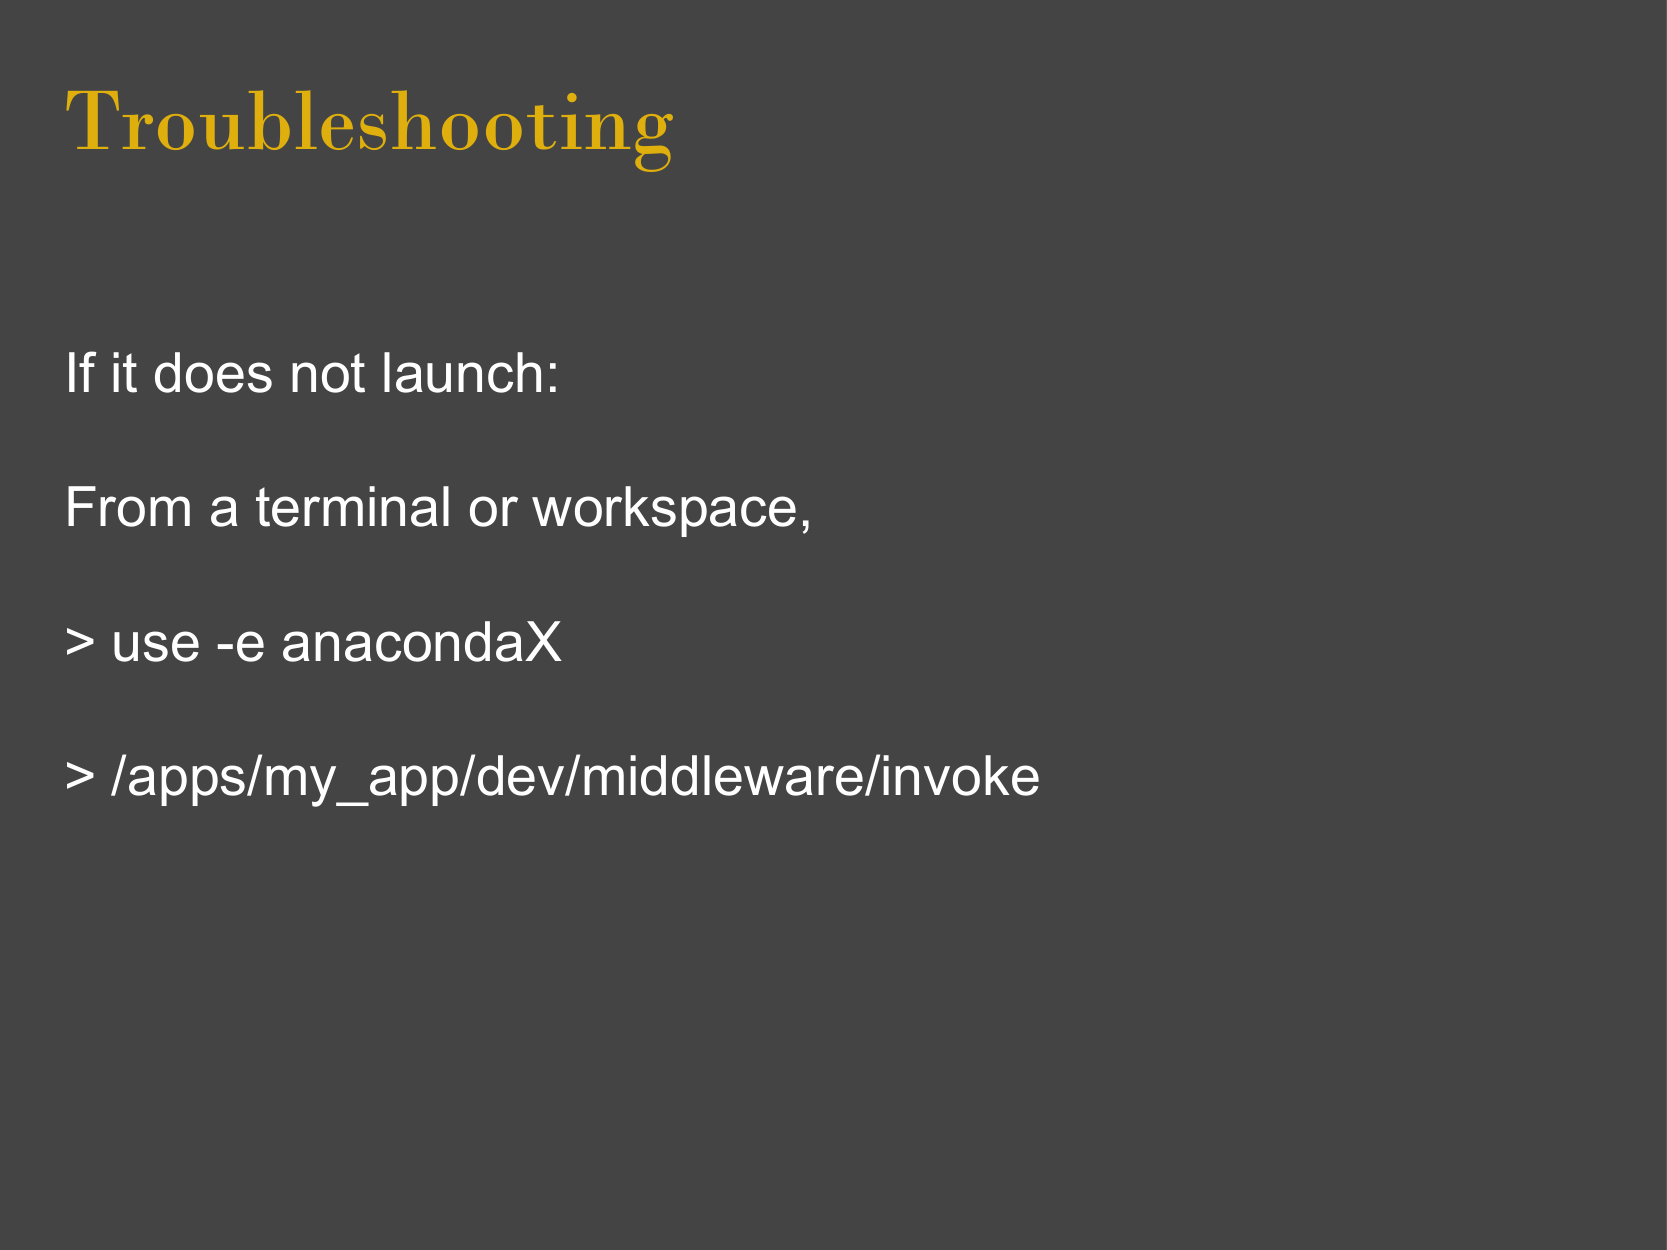 Troubleshooting
If it does not launch:
From a terminal or workspace,
> use -e anacondaX
> /apps/my_app/dev/middleware/invoke